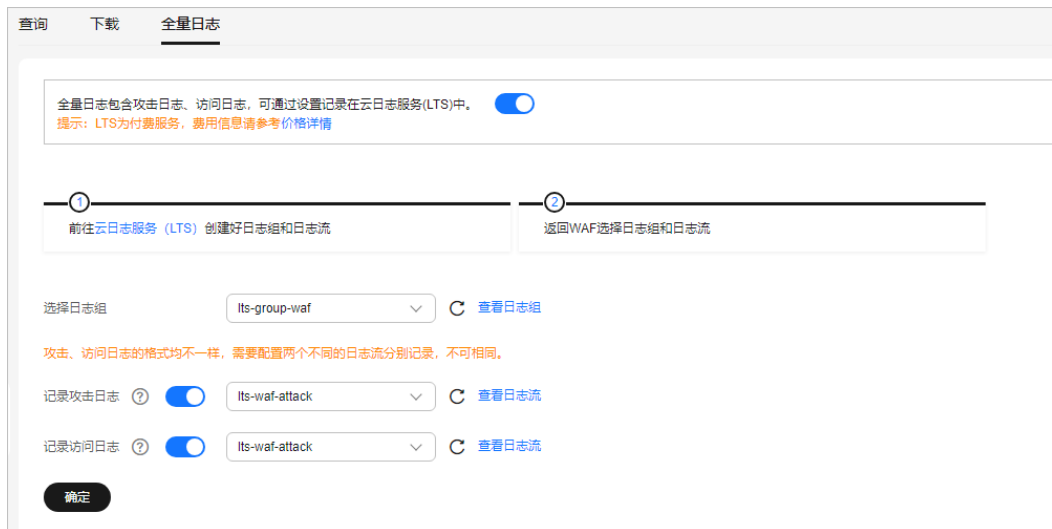 查询 下载 全量日志
全量日志包含攻击日志、访问日志，可通过设置记录在云日志服务(LTS)中。
提示：LTS为付费服务，费用信息请参考价格详情
1 2
前往云日志服务（LTS）创建好日志组和日志流 返回WAF选择日志组和日志流
选择日志组 lts-group-waf 查看日志组
攻击、访问日志的格式均不一样，需要配置两个不同的日志流分别记录，不可相同。
记录攻击日志 ? lts-waf-attack 查看日志流
记录访问日志 ? lts-waf-attack 查看日志流
确定